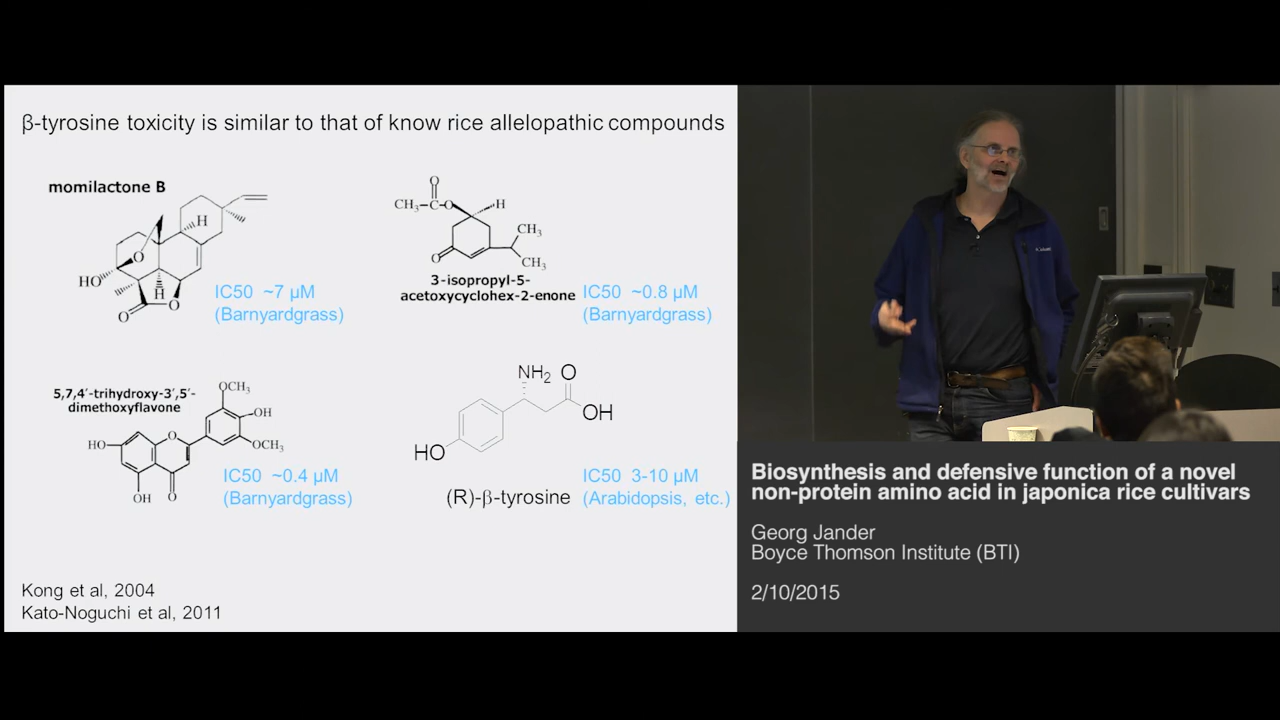 β-tyrosine toxicity is similar to that of know rice allelopathic compounds
momilactone B
H
HO
O
H
O
O
IC50 ~7 µM
(Barnyardgrass)
O
CH₃-C-O
H
CH₃
CH₃
O
3-isopropyl-5-
acetoxycyclohex-2-enone
IC50 ~0.8 µM
(Barnyardgrass)
5,7,4′-trihydroxy-3′,5′-
dimethoxyflavone
OCH₃
OH
HO
O
OCH₃
OH
O
IC50 ~0.4 µM
(Barnyardgrass)
NH₂
O
OH
HO
(R)-β-tyrosine
IC50 3-10 µM
(Arabidopsis, etc.)
Kong et al, 2004
Kato-Noguchi et al, 2011
Columbia
Biosynthesis and defensive function of a novel
non-protein amino acid in japonica rice cultivars
Georg Jander
Boyce Thomson Institute (BTI)
2/10/2015